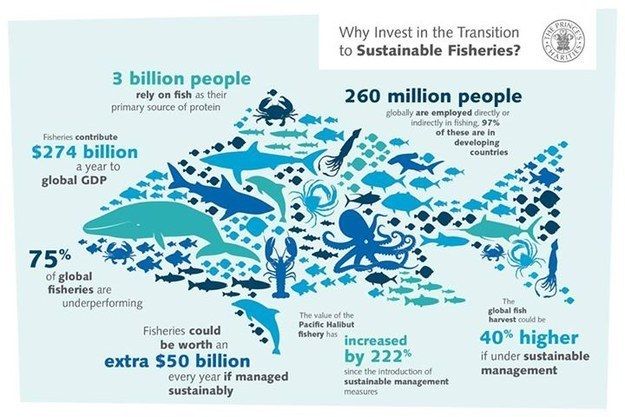 Why Invest in the Transition
to Sustainable Fisheries?
THE PRINCE'S
CHARITIES
3 billion people
rely on fish as their
primary source of protein
260 million people
globally are employed directly or
indirectly in fishing, 97%
of these are in
developing
countries
Fisheries contribute
$274 billion
a year to
global GDP
75%
of global
fisheries are
underperforming
Fisheries could
be worth an
extra $50 billion
every year if managed
sustainably
The value of the
Pacific Halibut
fishery has
increased
by 222%
since the introduction of
sustainable management
measures
The
global fish
harvest could be
40% higher
if under sustainable
management